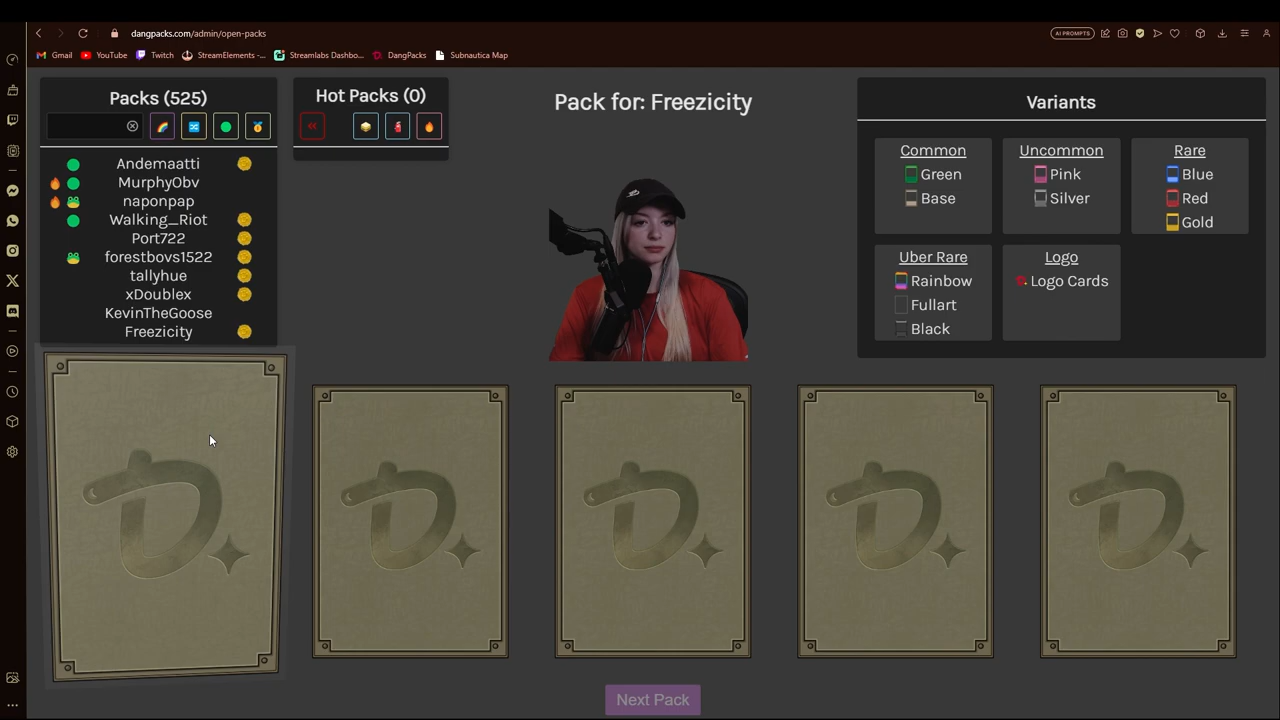 dangpacks.com/admin/open-packs
AI PROMPTS
Gmail
YouTube
Twitch
StreamElements -...
Streamlabs Dashbo...
DangPacks
Subnautica Map
Packs (525)
Andemaatti
MurphyObv
naponpap
Walking_Riot
Port722
forestbovs1522
tallyhue
xDoublex
KevinTheGoose
Freezicity
Hot Packs (0)
Pack for: Freezicity
Variants
Common
Green
Base
Uncommon
Pink
Silver
Rare
Blue
Red
Gold
Uber Rare
Rainbow
Fullart
Black
Logo
Logo Cards
Next Pack